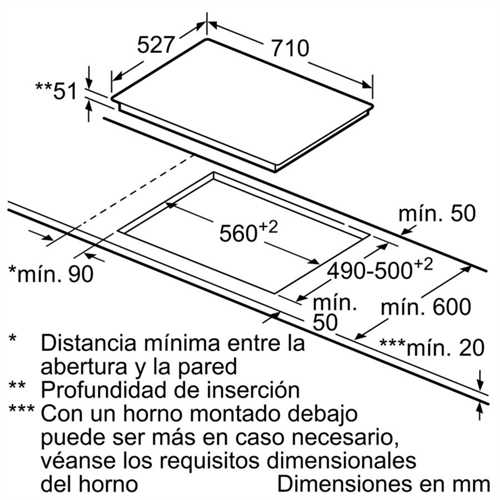 527
710
**51
mín. 50
560+2
490-500+2
*mín. 90
mín.
50
mín. 600
***mín. 20
* Distancia mínima entre la
abertura y la pared
** Profundidad de inserción
*** Con un horno montado debajo
puede ser más en caso necesario,
véanse los requisitos dimensionales
del horno
Dimensiones en mm